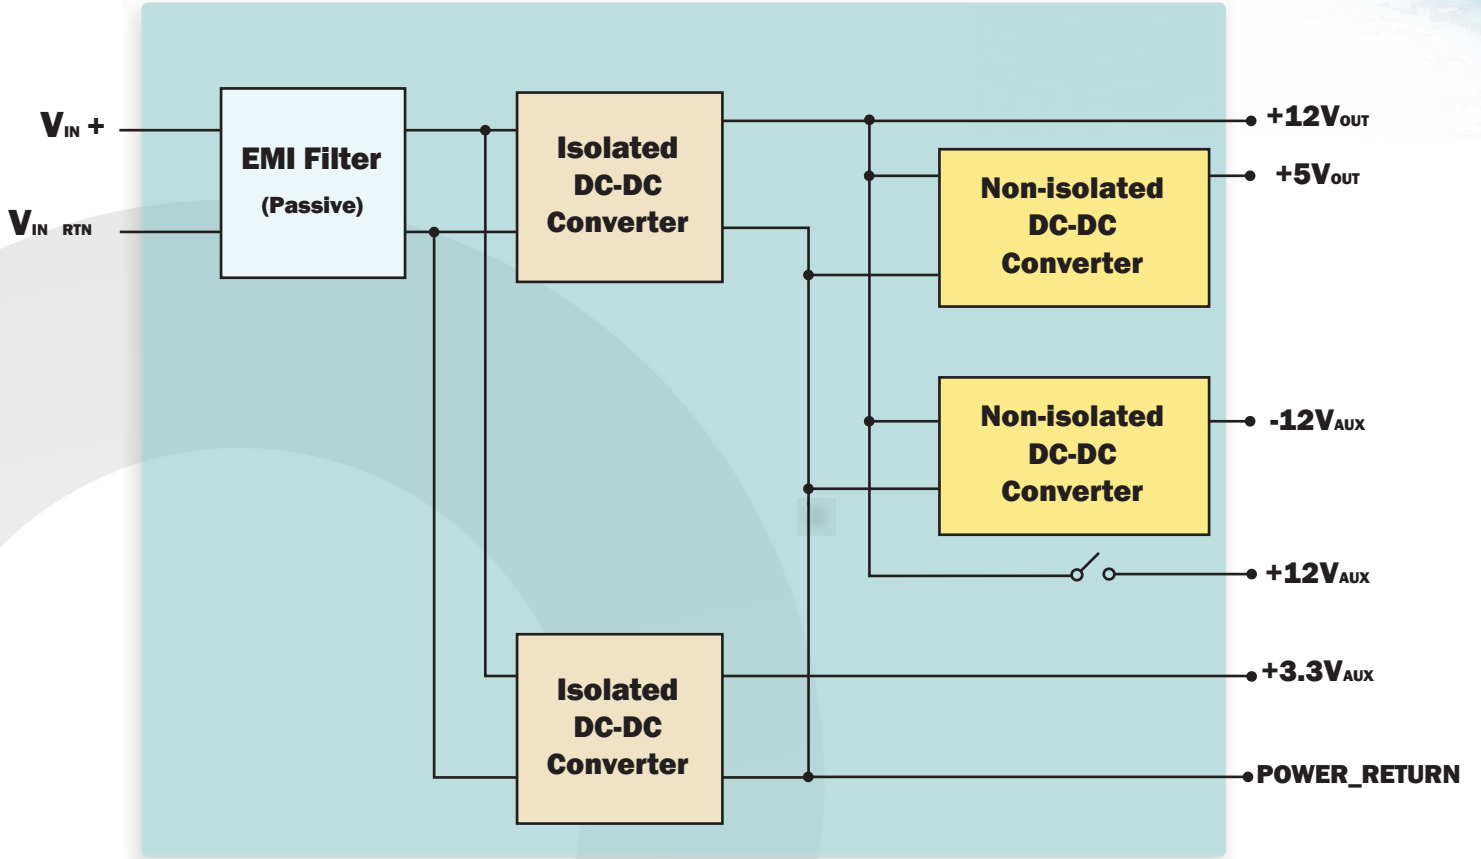 VIN +
VIN RTN
EMI Filter
(Passive)
Isolated
DC-DC
Converter
Non-isolated
DC-DC
Converter
Non-isolated
DC-DC
Converter
Isolated
DC-DC
Converter
+12VOUT
+5VOUT
-12VAUX
+12VAUX
+3.3VAUX
POWER_RETURN